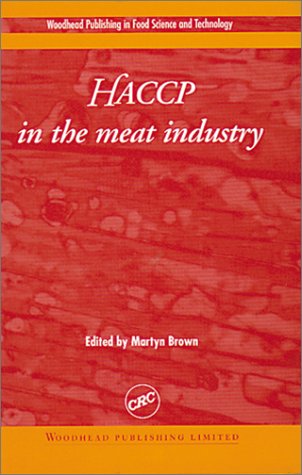 Woodhead Publishing in Food Science and Technology
HACCP
in the meat industry
Edited by Martyn Brown
CRC
WOODHEAD PUBLISHING LIMITED